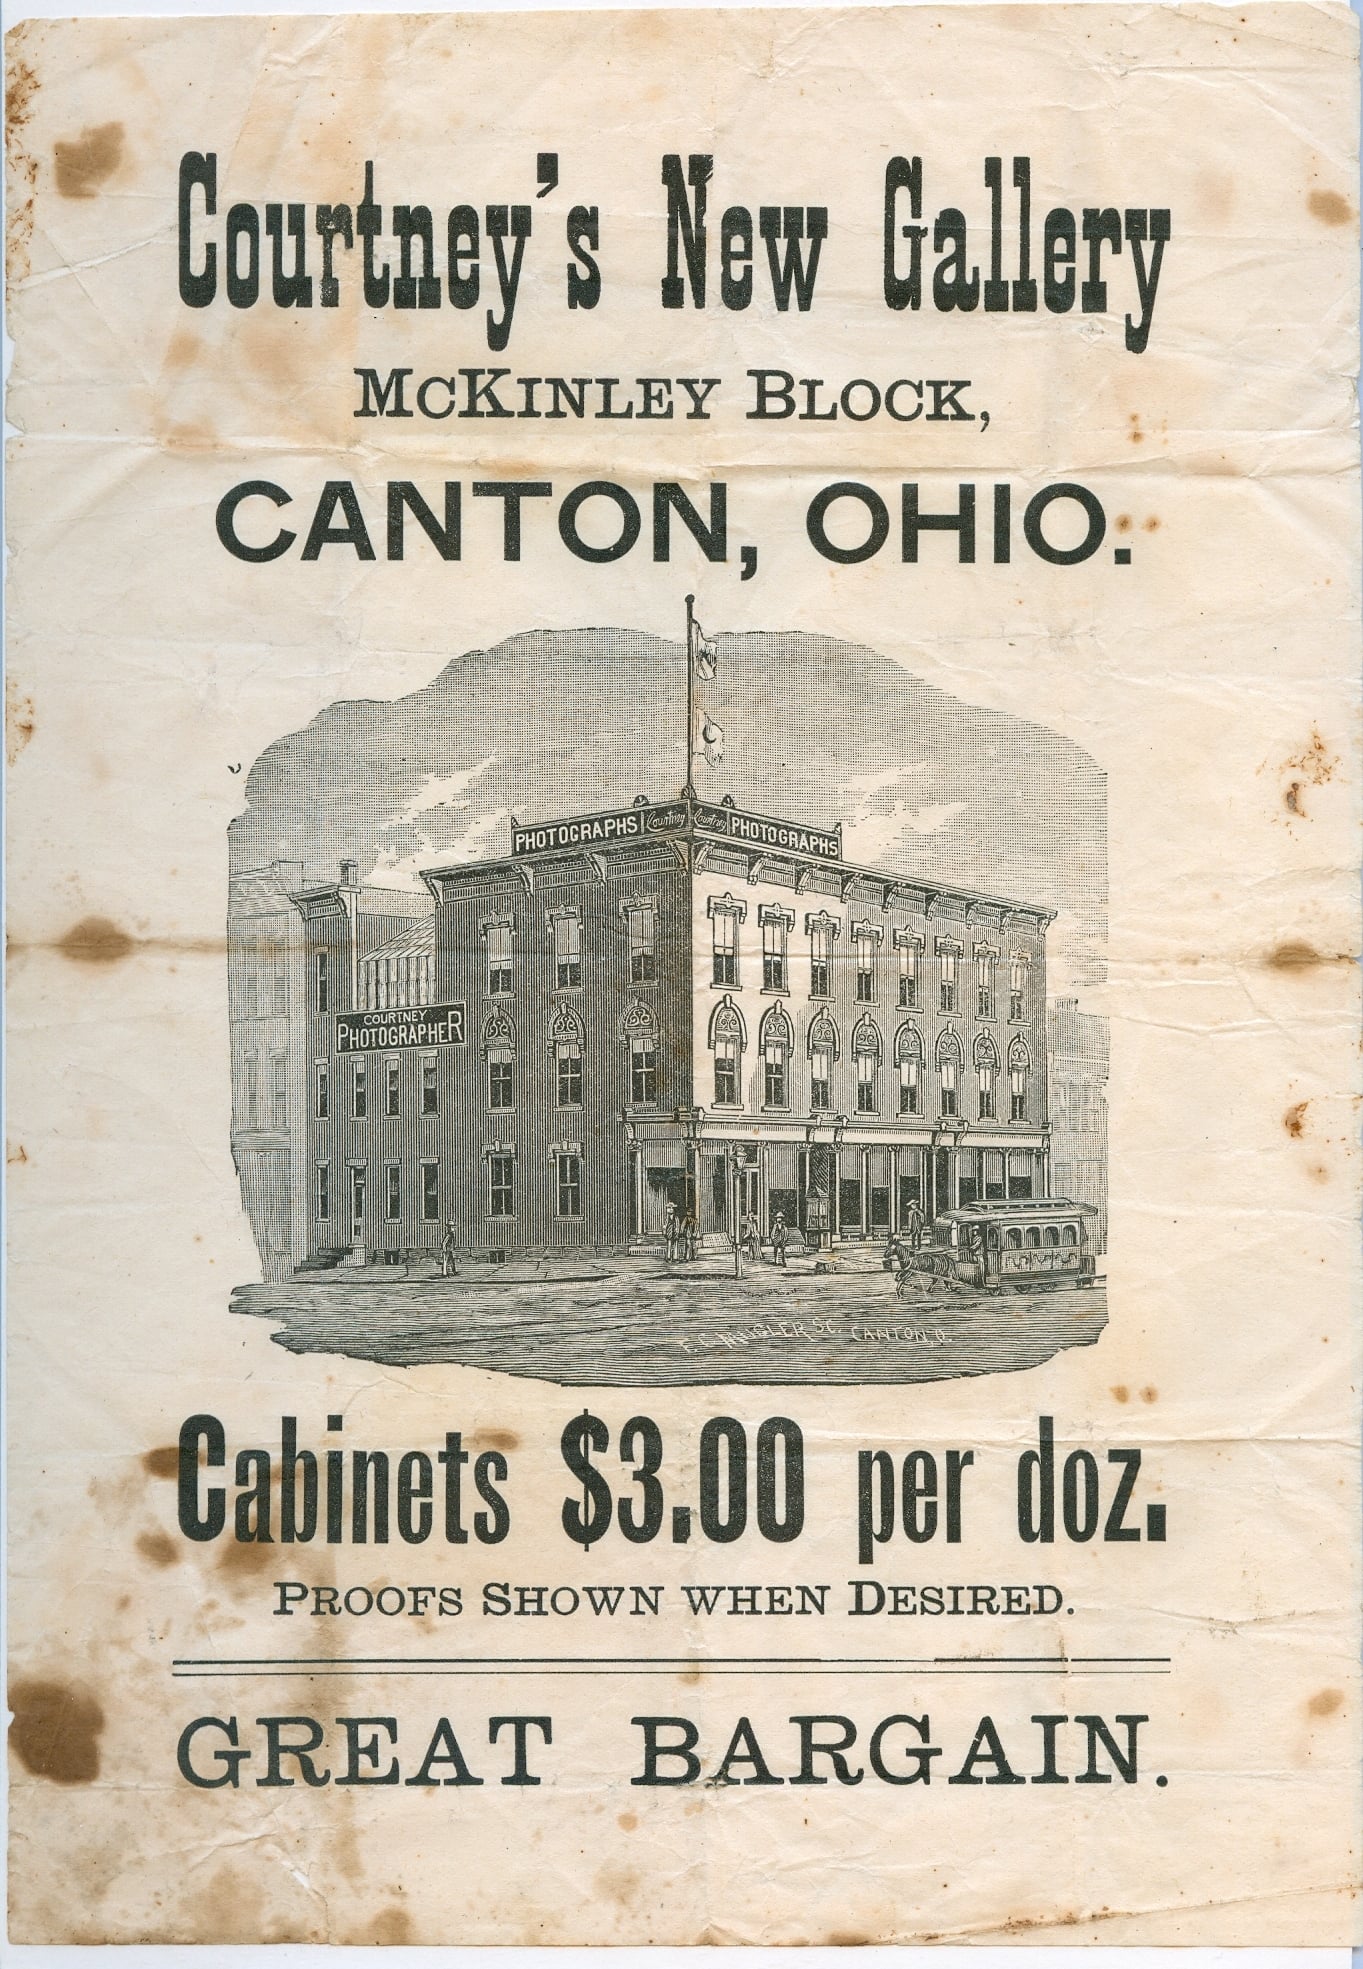 Courtney's New Gallery
McKINLEY BLOCK,
CANTON, OHIO.
PHOTOGRAPHS Courtney Courtney PHOTOGRAPHS
COURTNEY
PHOTOGRAPHER
SC. CANTON O.
Cabinets $3.00 per doz.
PROOFS SHOWN WHEN DESIRED.
GREAT BARGAIN.